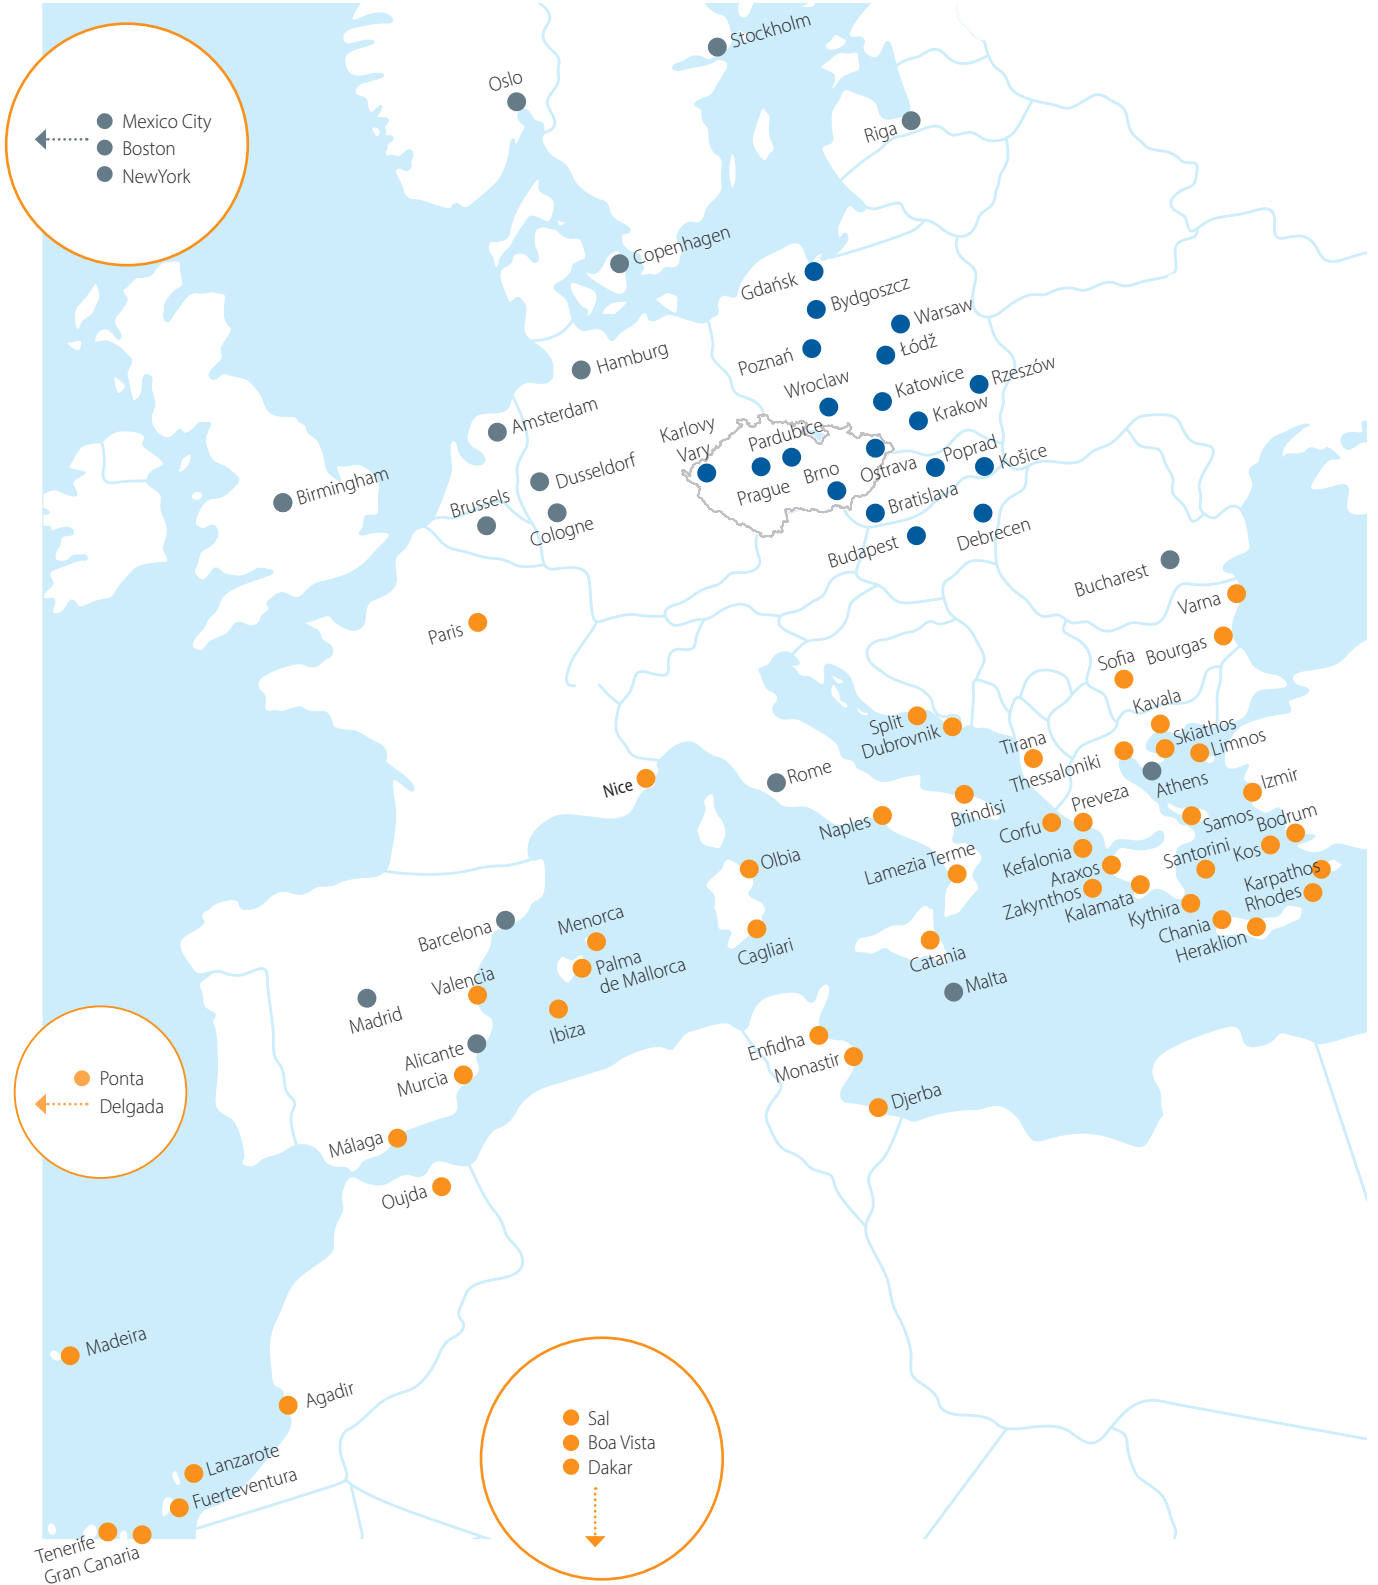 Stockholm
Oslo
Mexico City
Boston
NewYork
Riga
Copenhagen
Gdańsk
Bydgoszcz
Warsaw
Łódź
Poznań
Hamburg
Rzeszów
Wroclaw
Katowice
Krakow
Amsterdam
Karlovy
Vary
Pardubice
Poprad
Košice
Ostrava
Brno
Prague
Dusseldorf
Birmingham
Brussels
Cologne
Bratislava
Debrecen
Budapest
Bucharest
Varna
Paris
Bourgas
Sofia
Kavala
Split
Dubrovnik
Skiathos
Limnos
Tirana
Thessaloniki
Rome
Nice
Athens
Izmir
Preveza
Brindisi
Naples
Corfu
Samos
Bodrum
Kos
Santorini
Kefalonia
Olbia
Lamezia Terme
Araxos
Karpathos
Rhodes
Zakynthos
Kalamata
Kythira
Chania
Heraklion
Menorca
Barcelona
Cagliari
Catania
Palma
de Mallorca
Valencia
Malta
Madrid
Ibiza
Alicante
Enfidha
Murcia
Monastir
Ponta
Delgada
Djerba
Málaga
Oujda
Madeira
Agadir
Sal
Boa Vista
Dakar
Lanzarote
Fuerteventura
Tenerife
Gran Canaria